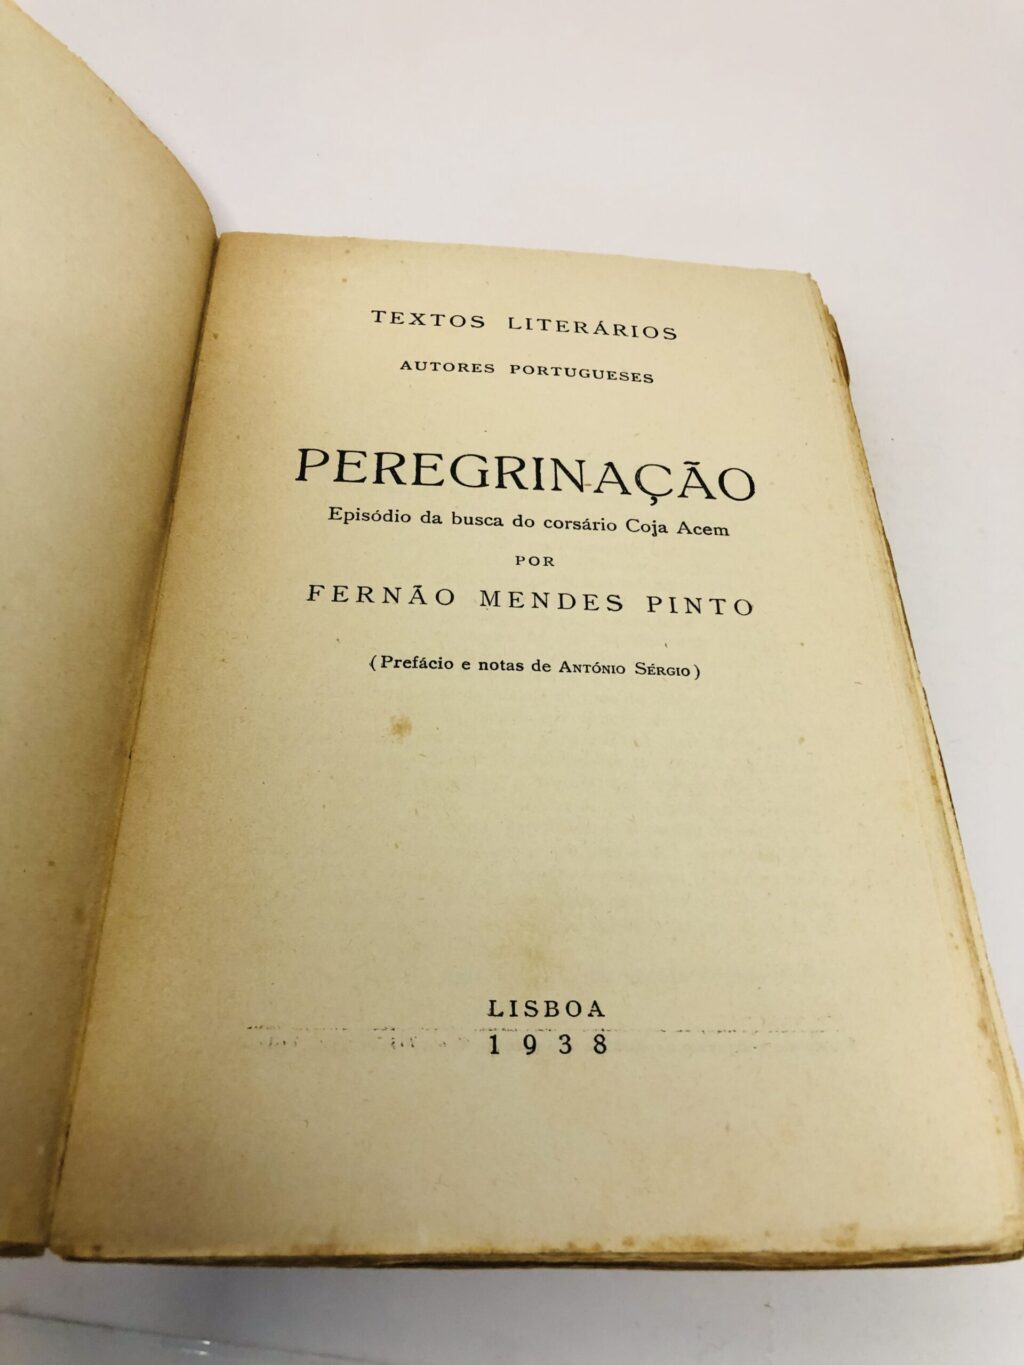 TEXTOS LITERÁRIOS
AUTORES PORTUGUESES
PEREGRINAÇÃO
Episódio da busca do corsário Coja Acem
POR
FERNÃO MENDES PINTO
(Prefácio e notas de ANTÓNIO SÉRGIO)
LISBOA
1938